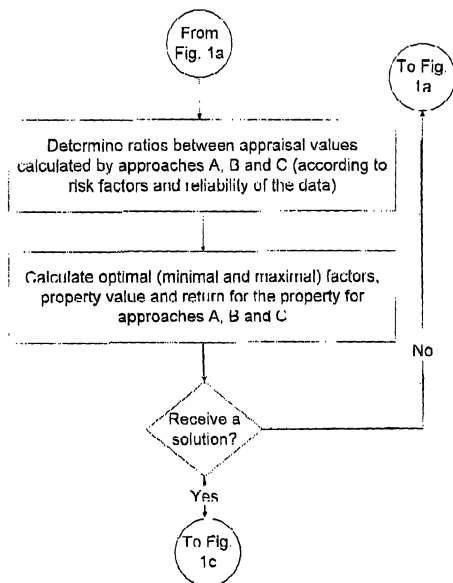 From
Fig. 1a
To Fig.
1a
Determine ratios between appraisal values
calculated by approaches A, B and C (according to
risk factors and reliability of the data)
Calculate optimal (minimal and maximal) factors,
property value and return for the property for
approaches A, B and C
No
Receive a
solution?
Yes
To Fig.
1c